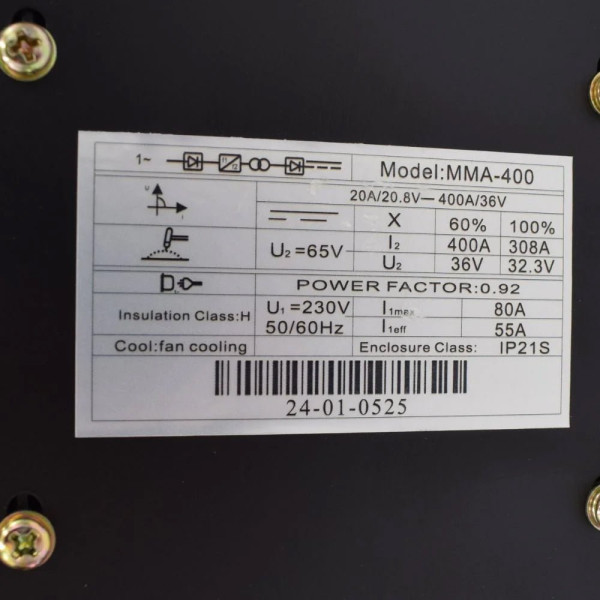 1~ Model:MMA-400
20A/20.8V—400A/36V
X 60% 100%
U₂=65V I₂ 400A 308A
U₂ 36V 32.3V
POWER FACTOR:0.92
Insulation Class:H U₁=230V I₁max 80A
50/60Hz I₁eff 55A
Cool:fan cooling Enclosure Class: IP21S
24-01-0525